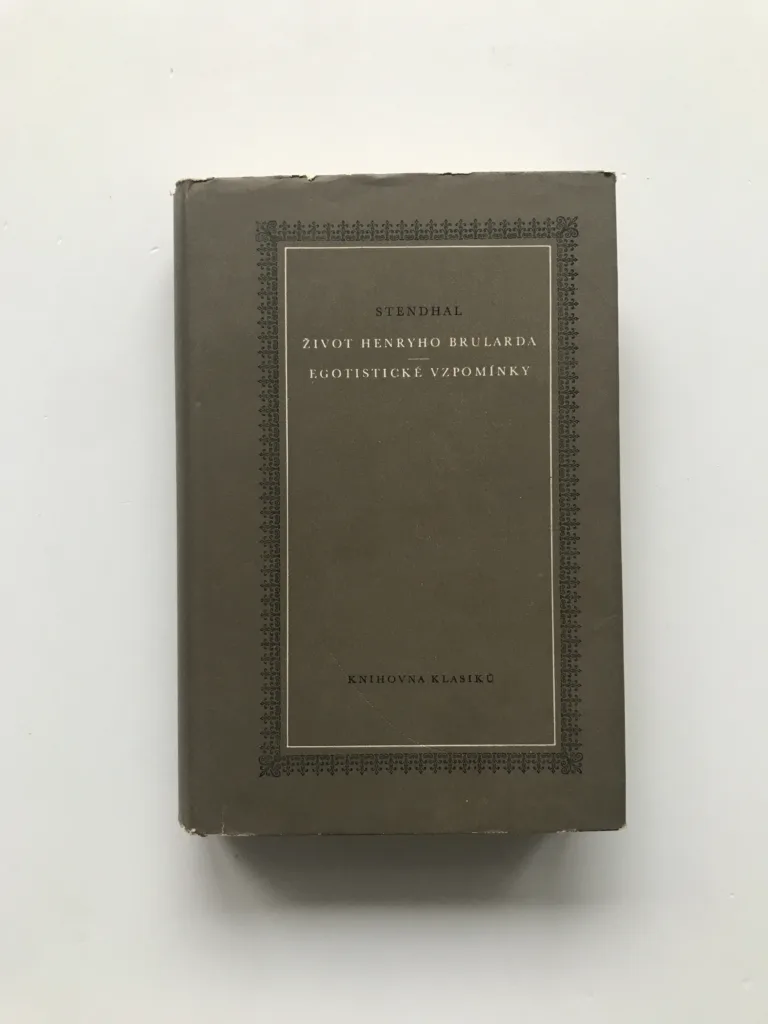 STENDHAL
ŽIVOT HENRYHO BRULARDA
EGOTISTICKÉ VZPOMÍNKY
KNIHOVNA KLASIKŮ